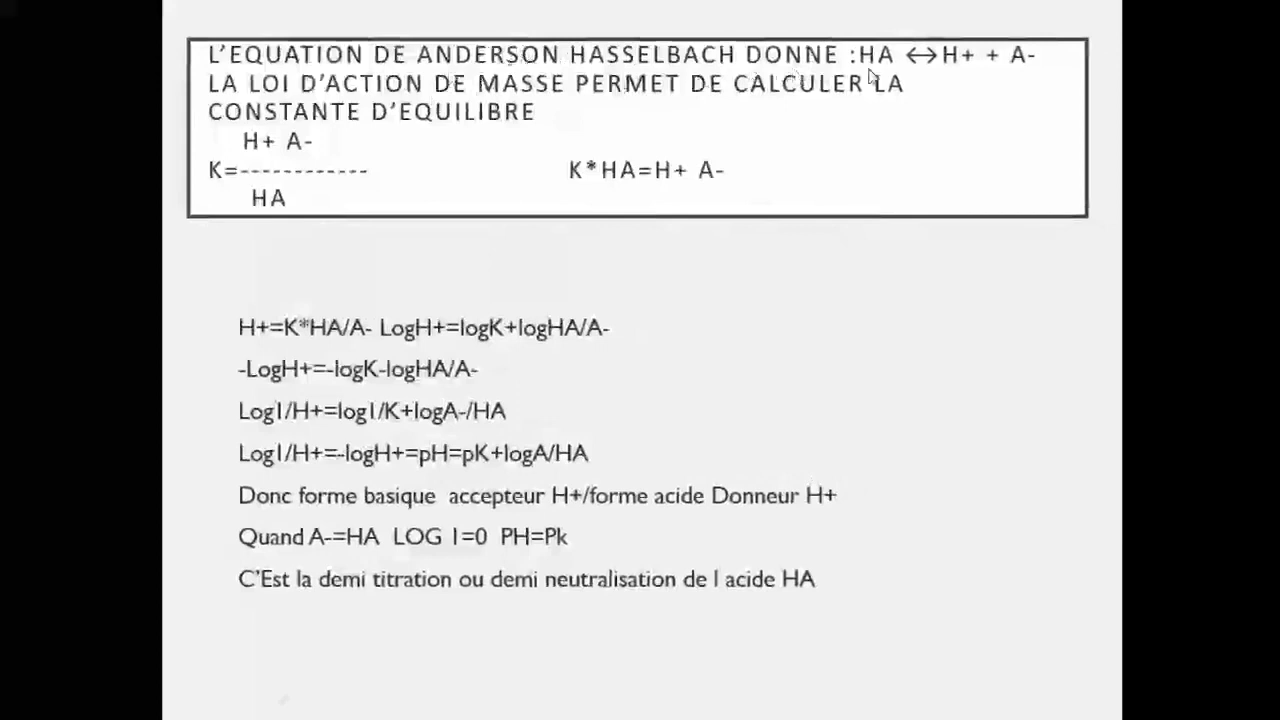 L'EQUATION DE ANDERSON HASSELBACH DONNE :HA ↔H+ + A-
LA LOI D'ACTION DE MASSE PERMET DE CALCULER LA
CONSTANTE D'EQUILIBRE
H+ A-
K=------------ K*HA=H+ A-
HA
H+=K*HA/A- LogH+=logK+logHA/A-
-LogH+=-logK-logHA/A-
Log1/H+=log1/K+logA-/HA
Log1/H+=-logH+=pH=pK+logA/HA
Donc forme basique accepteur H+/forme acide Donneur H+
Quand A-=HA LOG 1=0 PH=Pk
C'Est la demi titration ou demi neutralisation de l acide HA